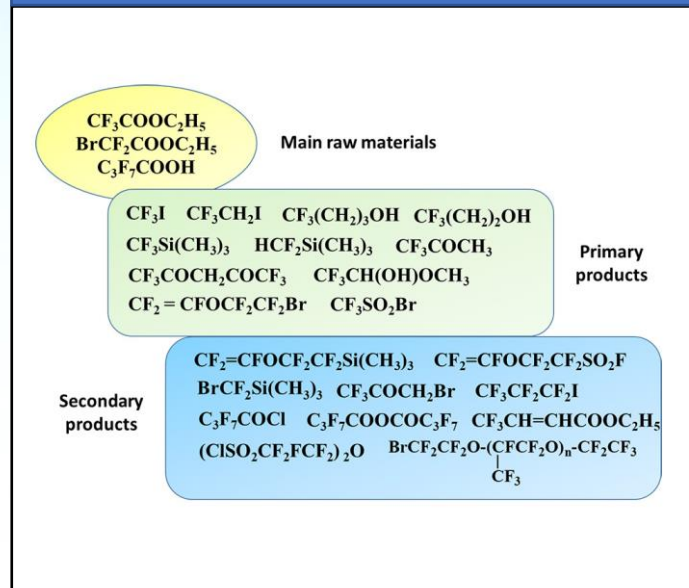 CF₃COOC₂H₅
BrCF₂COOC₂H₅
C₃F₇COOH
Main raw materials
CF₃I CF₃CH₂I CF₃(CH₂)₃OH CF₃(CH₂)₂OH
CF₃Si(CH₃)₃ HCF₂Si(CH₃)₃ CF₃COCH₃
CF₃COCH₂COCF₃ CF₃CH(OH)OCH₃
CF₂ = CFOCF₂CF₂Br CF₃SO₂Br
Primary
products
CF₂=CFOCF₂CF₂Si(CH₃)₃ CF₂=CFOCF₂CF₂SO₂F
BrCF₂Si(CH₃)₃ CF₃COCH₂Br CF₃CF₂CF₂I
C₃F₇COCl C₃F₇COOCOC₃F₇ CF₃CH=CHCOOC₂H₅
(ClSO₂CF₂FCF₂) ₂O BrCF₂CF₂O-(CFCF₂O)ₙ-CF₂CF₃
|
CF₃
Secondary
products